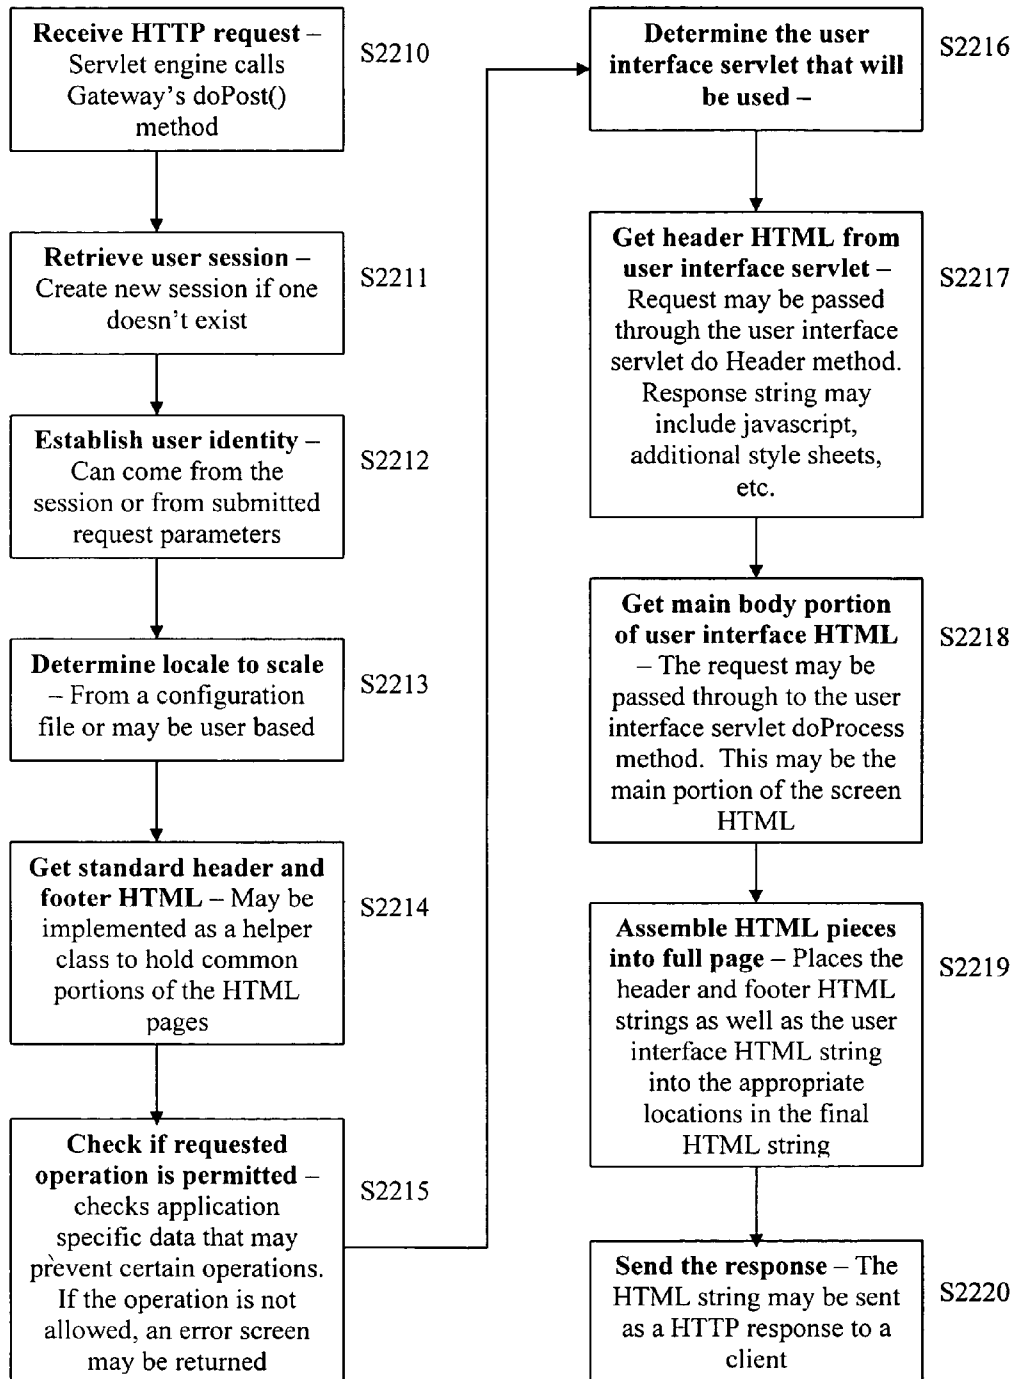 Receive HTTP request –
Servlet engine calls
Gateway's doPost()
method
S2210
Retrieve user session –
Create new session if one
doesn't exist
S2211
Establish user identity –
Can come from the
session or from submitted
request parameters
S2212
Determine locale to scale
– From a configuration
file or may be user based
S2213
Get standard header and
footer HTML – May be
implemented as a helper
class to hold common
portions of the HTML
pages
S2214
Check if requested
operation is permitted –
checks application
specific data that may
prevent certain operations.
If the operation is not
allowed, an error screen
may be returned
S2215
Determine the user
interface servlet that will
be used –
S2216
Get header HTML from
user interface servlet –
Request may be passed
through the user interface
servlet do Header method.
Response string may
include javascript,
additional style sheets,
etc.
S2217
Get main body portion
of user interface HTML
– The request may be
passed through to the user
interface servlet doProcess
method. This may be the
main portion of the screen
HTML
S2218
Assemble HTML pieces
into full page – Places the
header and footer HTML
strings as well as the user
interface HTML string
into the appropriate
locations in the final
HTML string
S2219
Send the response – The
HTML string may be sent
as a HTTP response to a
client
S2220